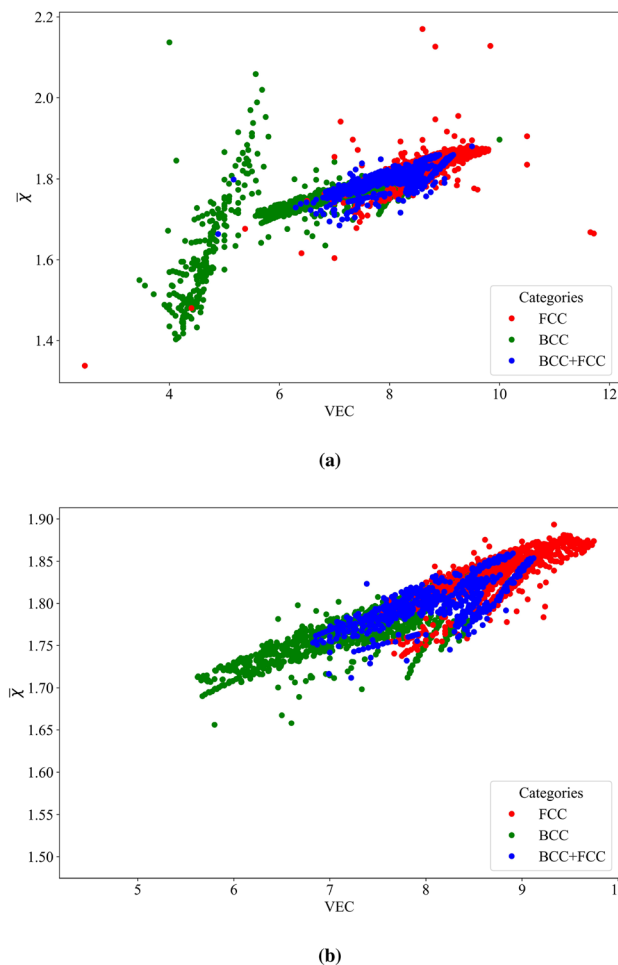 2.2
2.0
1.8
1.6
1.4
χ̅
4
6
8
10
12
VEC
Categories
FCC
BCC
BCC+FCC
(a)
1.90
1.85
1.80
1.75
1.70
1.65
1.60
1.55
1.50
χ̅
5
6
7
8
9
1
VEC
Categories
FCC
BCC
BCC+FCC
(b)